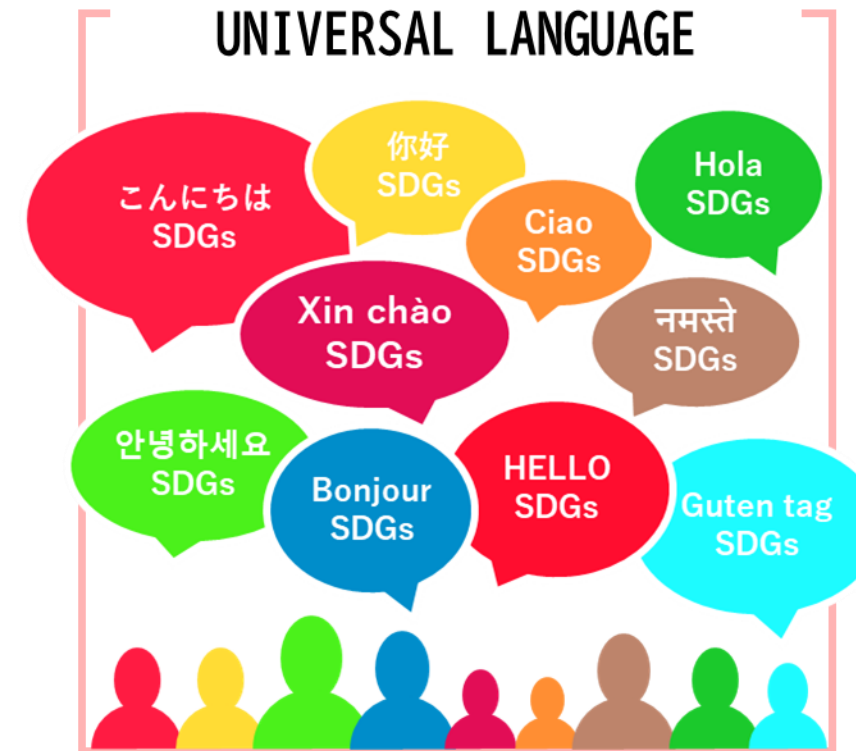 UNIVERSAL LANGUAGE
こんにちは
SDGs
你好
SDGs
Ciao
SDGs
Hola
SDGs
Xin chào
SDGs
नमस्ते
SDGs
안녕하세요
SDGs
Bonjour
SDGs
HELLO
SDGs
Guten tag
SDGs